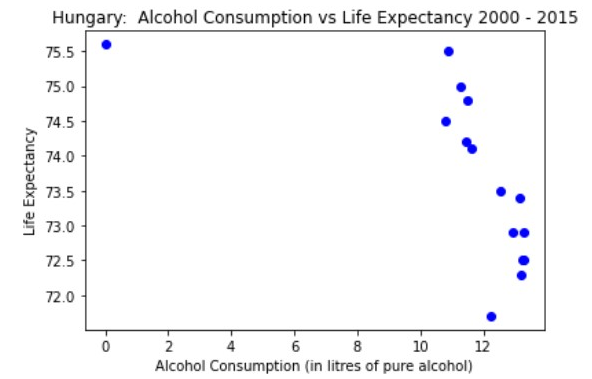 Hungary:  Alcohol Consumption vs Life Expectancy 2000 - 2015
75.5
75.0
74.5
74.0
73.5
73.0
72.5
72.0
Life Expectancy
0 2 4 6 8 10 12
Alcohol Consumption (in litres of pure alcohol)